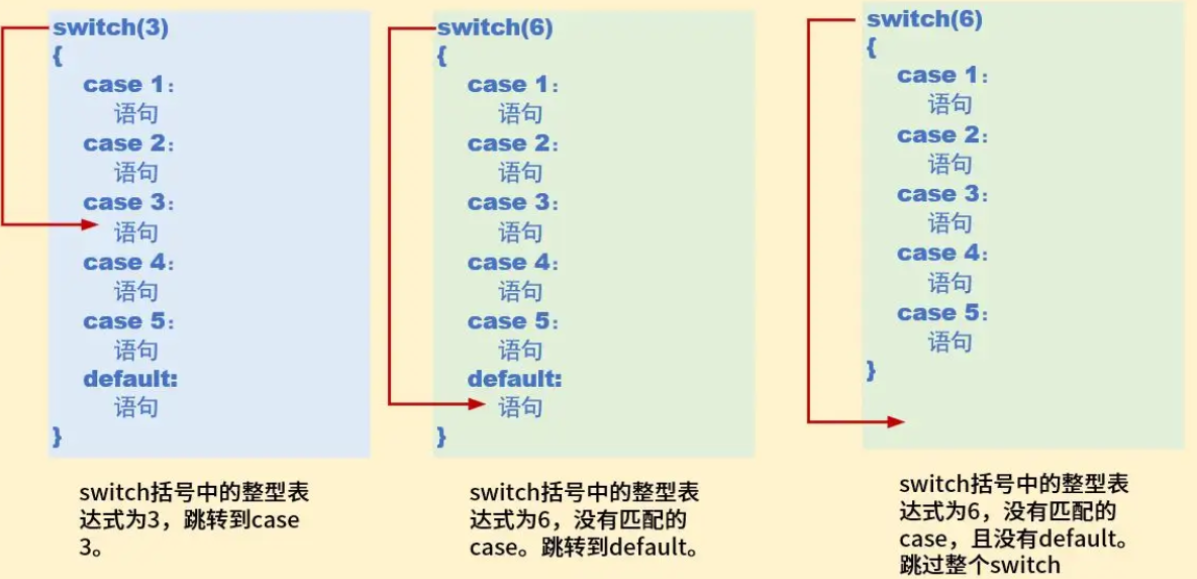 switch(3)
{
case 1：
语句
case 2：
语句
case 3：
语句
case 4：
语句
case 5：
语句
default:
语句
}
switch括号中的整型表
达式为3，跳转到case
3。
switch(6)
{
case 1：
语句
case 2：
语句
case 3：
语句
case 4：
语句
case 5：
语句
default:
语句
}
switch括号中的整型表
达式为6，没有匹配的
case。跳转到default。
switch(6)
{
case 1：
语句
case 2：
语句
case 3：
语句
case 4：
语句
case 5：
语句
}
switch括号中的整型表
达式为6，没有匹配的
case，且没有default。
跳过整个switch